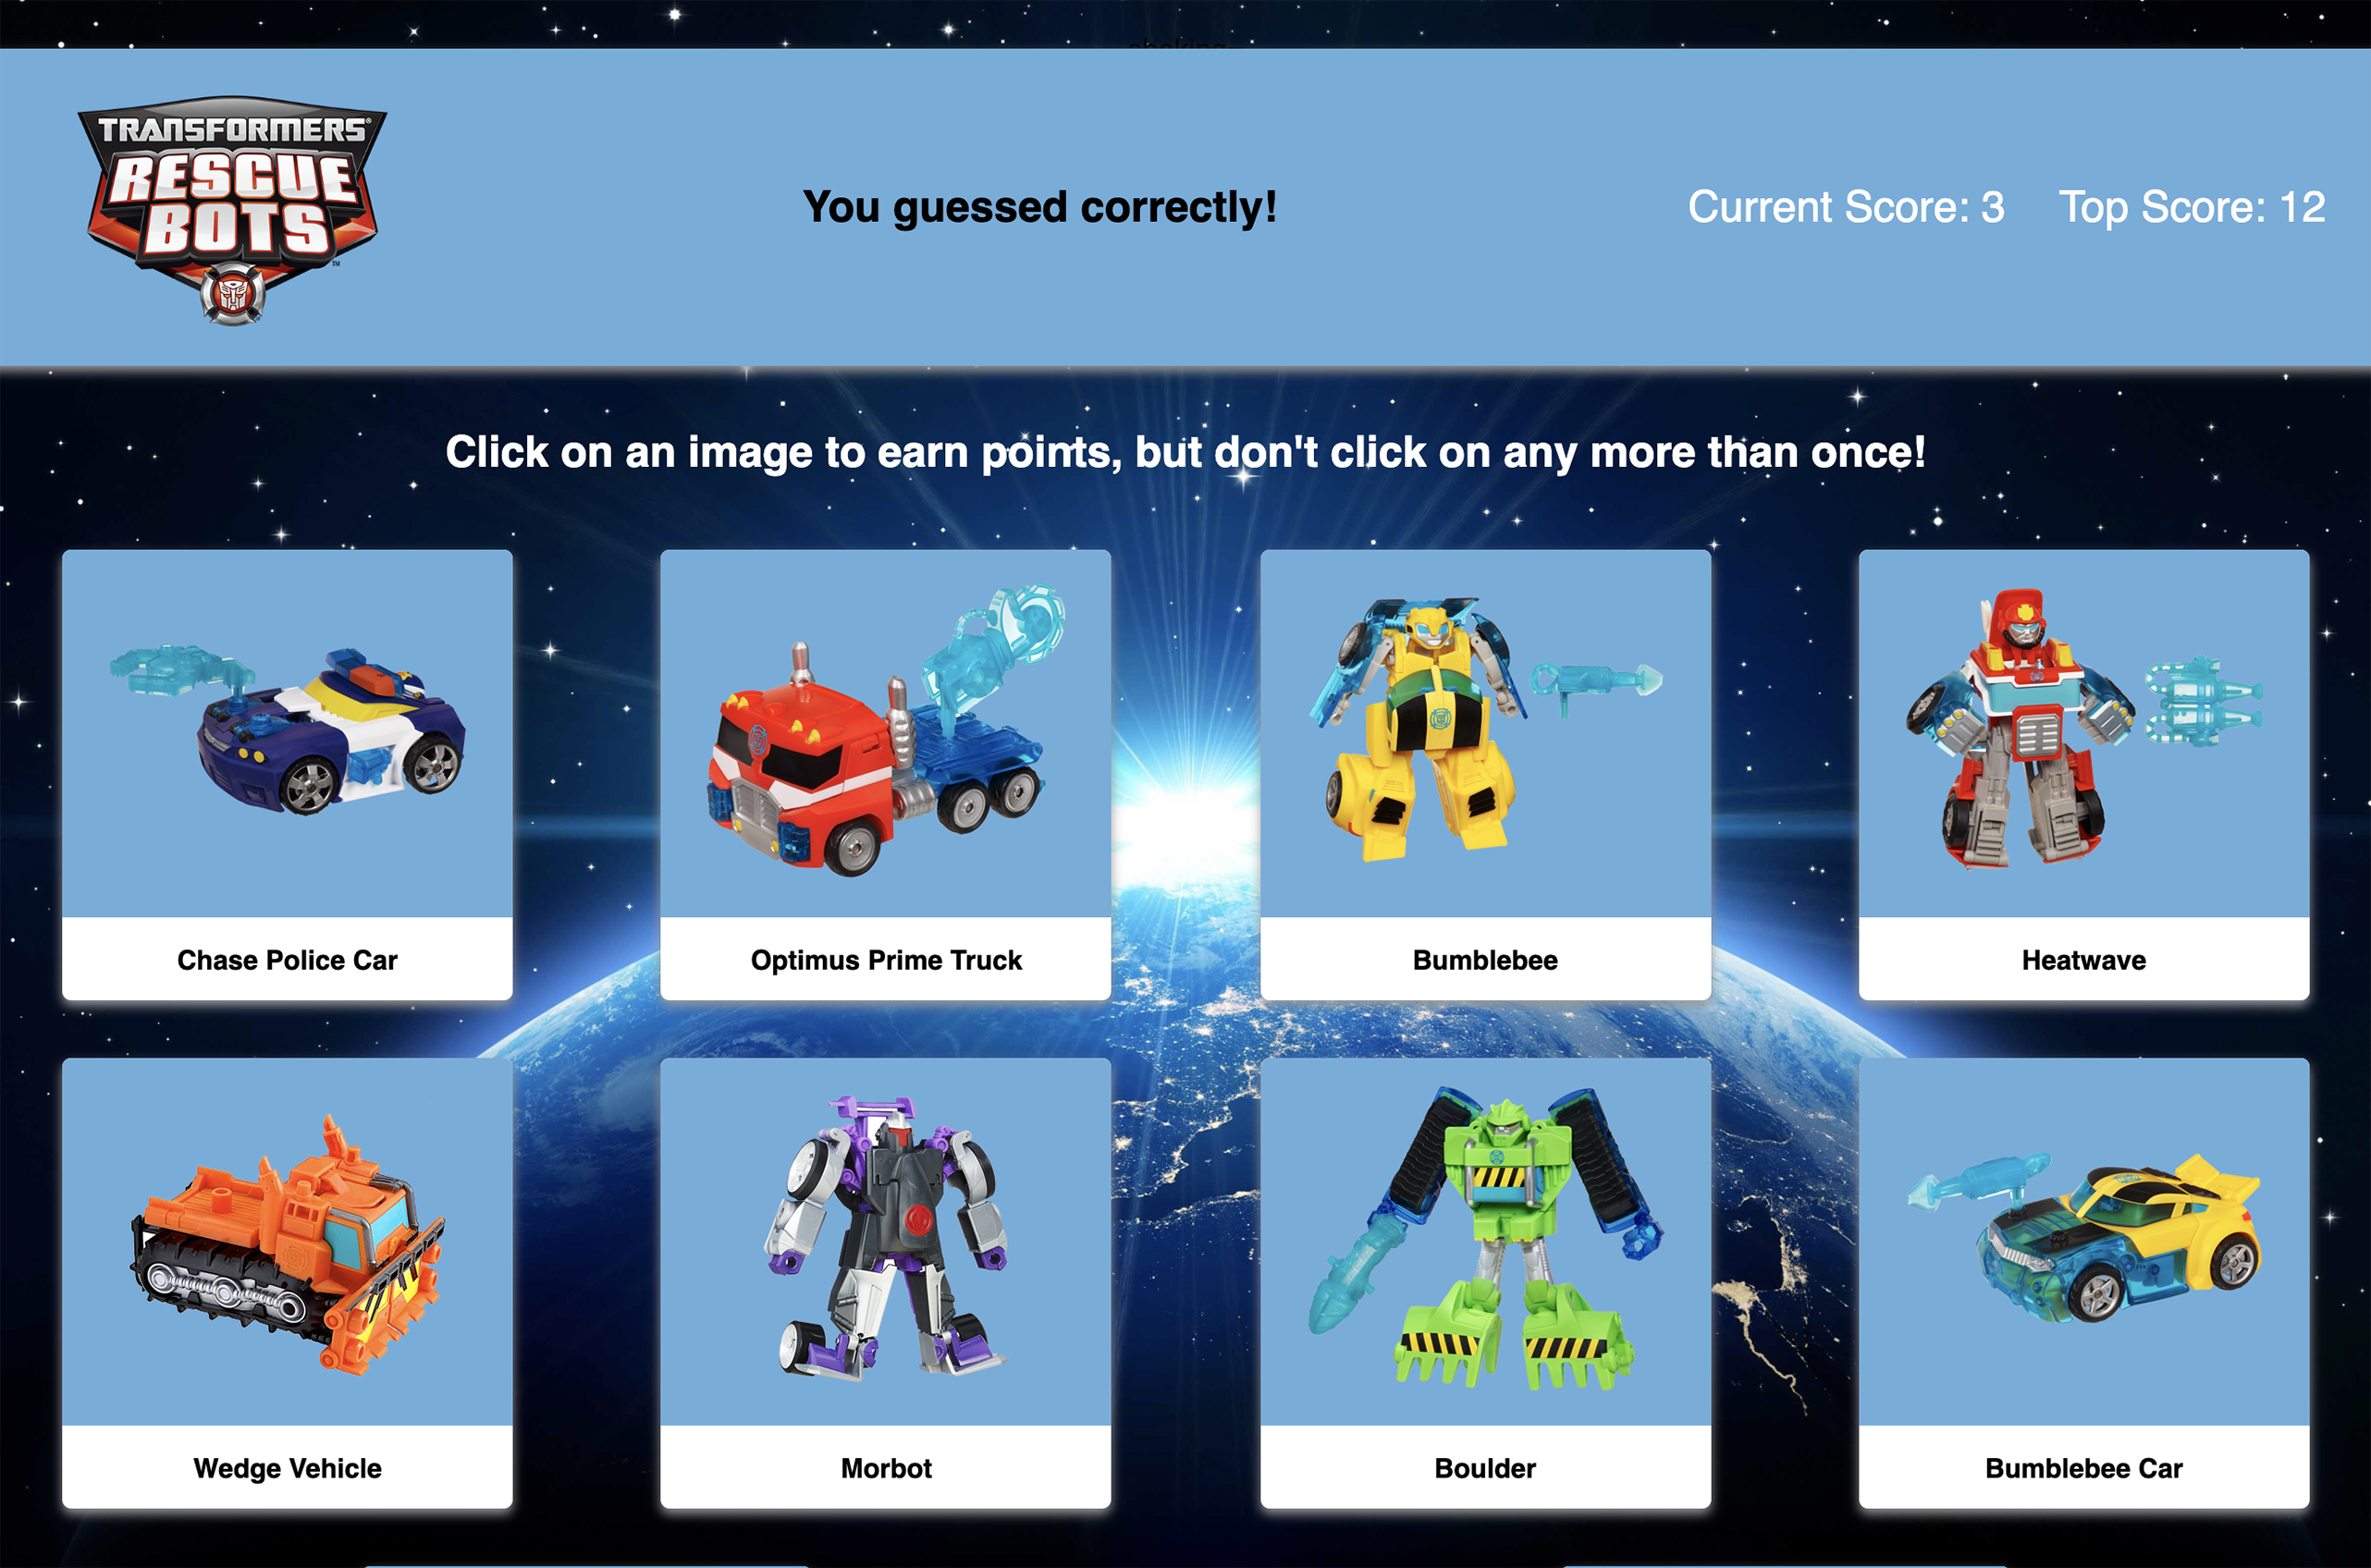 TRANSFORMERS®
RESCUE
BOTS
TM
You guessed correctly!
Current Score: 3 Top Score: 12
Click on an image to earn points, but don't click on any more than once!
Chase Police Car
Optimus Prime Truck
Bumblebee
Heatwave
Wedge Vehicle
Morbot
Boulder
Bumblebee Car